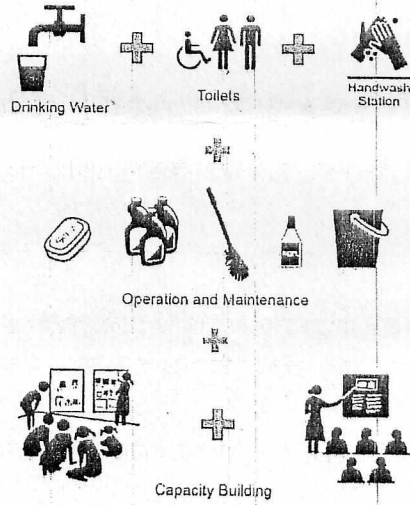 Drinking Water
Toilets
Handwash
Station
Operation and Maintenance
Capacity Building